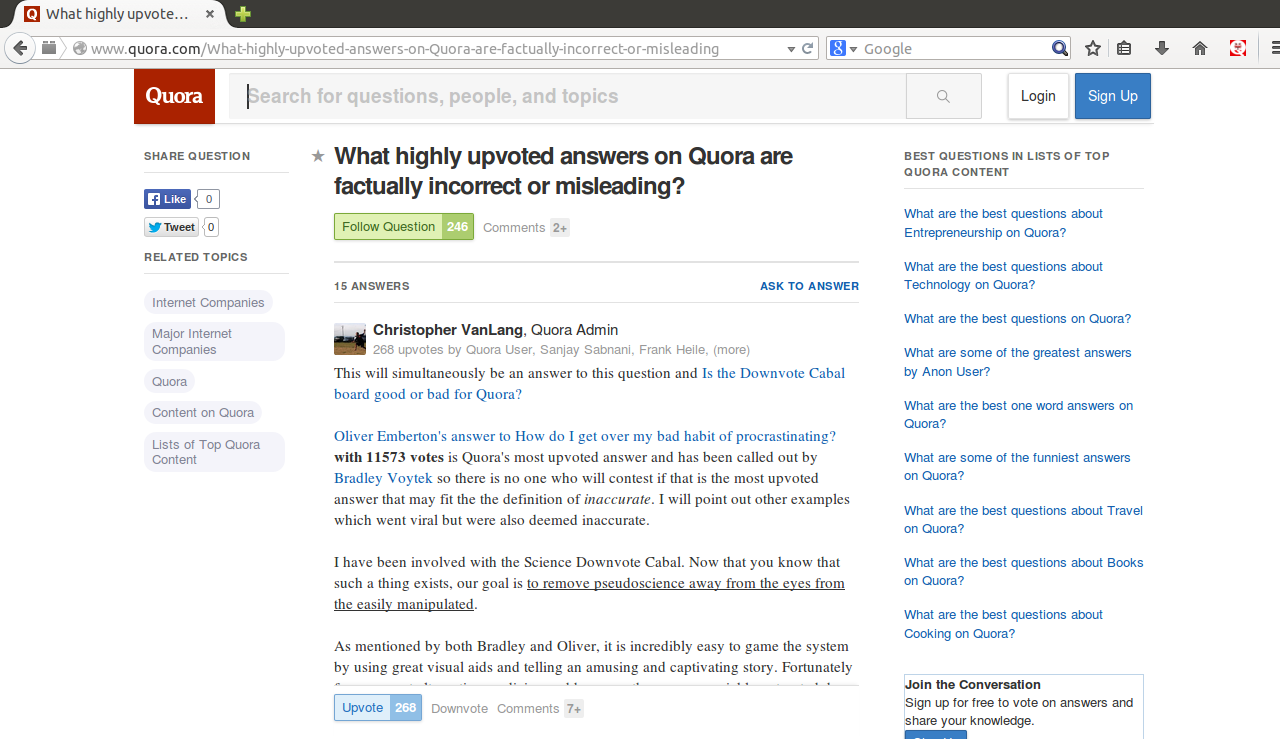 What highly upvote…
www.quora.com/What-highly-upvoted-answers-on-Quora-are-factually-incorrect-or-misleading
Google
Quora
Search for questions, people, and topics
Login
Sign Up
SHARE QUESTION
Like 0
Tweet 0
RELATED TOPICS
Internet Companies
Major Internet
Companies
Quora
Content on Quora
Lists of Top Quora
Content
What highly upvoted answers on Quora are
factually incorrect or misleading?
Follow Question 246 Comments 2+
15 ANSWERS
ASK TO ANSWER
Christopher VanLang, Quora Admin
268 upvotes by Quora User, Sanjay Sabnani, Frank Heile, (more)
This will simultaneously be an answer to this question and Is the Downvote Cabal
board good or bad for Quora?
Oliver Emberton's answer to How do I get over my bad habit of procrastinating?
with 11573 votes is Quora's most upvoted answer and has been called out by
Bradley Voytek so there is no one who will contest if that is the most upvoted
answer that may fit the the definition of inaccurate. I will point out other examples
which went viral but were also deemed inaccurate.
I have been involved with the Science Downvote Cabal. Now that you know that
such a thing exists, our goal is to remove pseudoscience away from the eyes from
the easily manipulated.
As mentioned by both Bradley and Oliver, it is incredibly easy to game the system
by using great visual aids and telling an amusing and captivating story. Fortunately
Upvote 268 Downvote Comments 7+
BEST QUESTIONS IN LISTS OF TOP
QUORA CONTENT
What are the best questions about
Entrepreneurship on Quora?
What are the best questions about
Technology on Quora?
What are the best questions on Quora?
What are some of the greatest answers
by Anon User?
What are the best one word answers on
Quora?
What are some of the funniest answers
on Quora?
What are the best questions about Travel
on Quora?
What are the best questions about Books
on Quora?
What are the best questions about
Cooking on Quora?
Join the Conversation
Sign up for free to vote on answers and
share your knowledge.